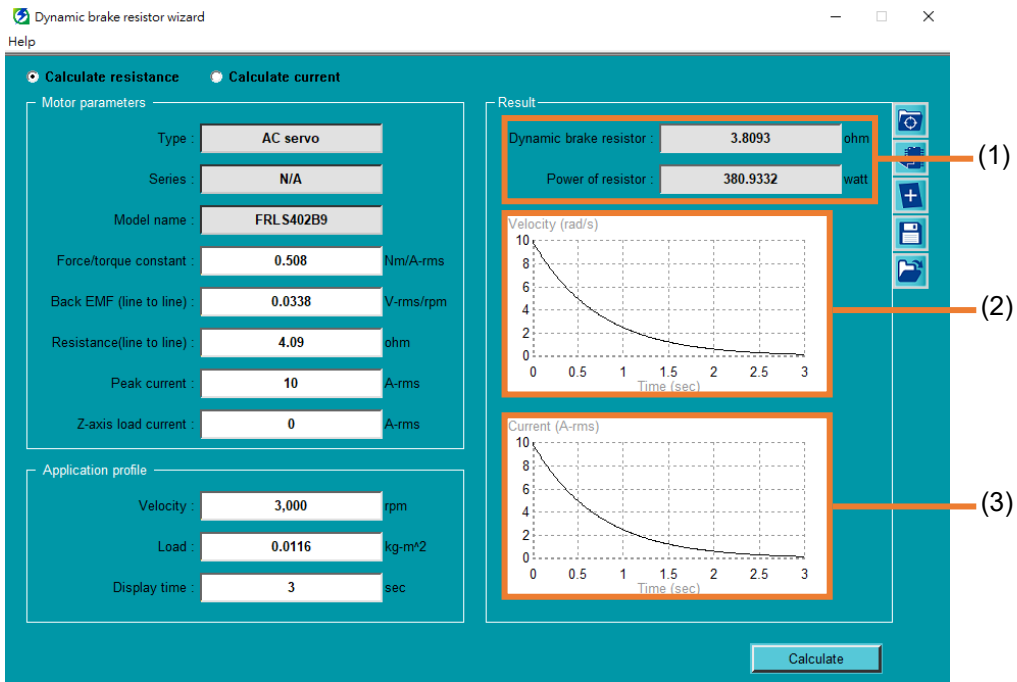 Dynamic brake resistor wizard
Help
Calculate resistance Calculate current
Motor parameters
Type : AC servo
Series : N/A
Model name : FRLS402B9
Force/torque constant : 0.508 Nm/A-rms
Back EMF (line to line) : 0.0338 V-rms/rpm
Resistance(line to line) : 4.09 ohm
Peak current : 10 A-rms
Z-axis load current : 0 A-rms
Application profile
Velocity : 3,000 rpm
Load : 0.0116 kg-m^2
Display time : 3 sec
Result
Dynamic brake resistor : 3.8093 ohm
Power of resistor : 380.9332 watt
(1)
Velocity (rad/s)
10
8
6
4
2
0
0 0.5 1 1.5 2 2.5 3
Time (sec)
(2)
Current (A-rms)
10
8
6
4
2
0
0 0.5 1 1.5 2 2.5 3
Time (sec)
(3)
Calculate